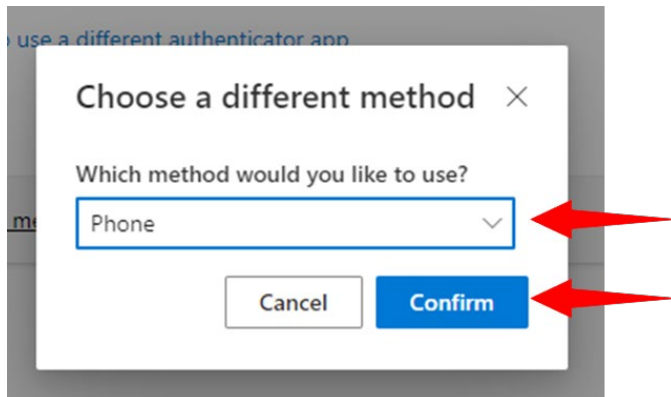 use a different authenticator app
Choose a different method
Which method would you like to use?
Phone
Cancel
Confirm